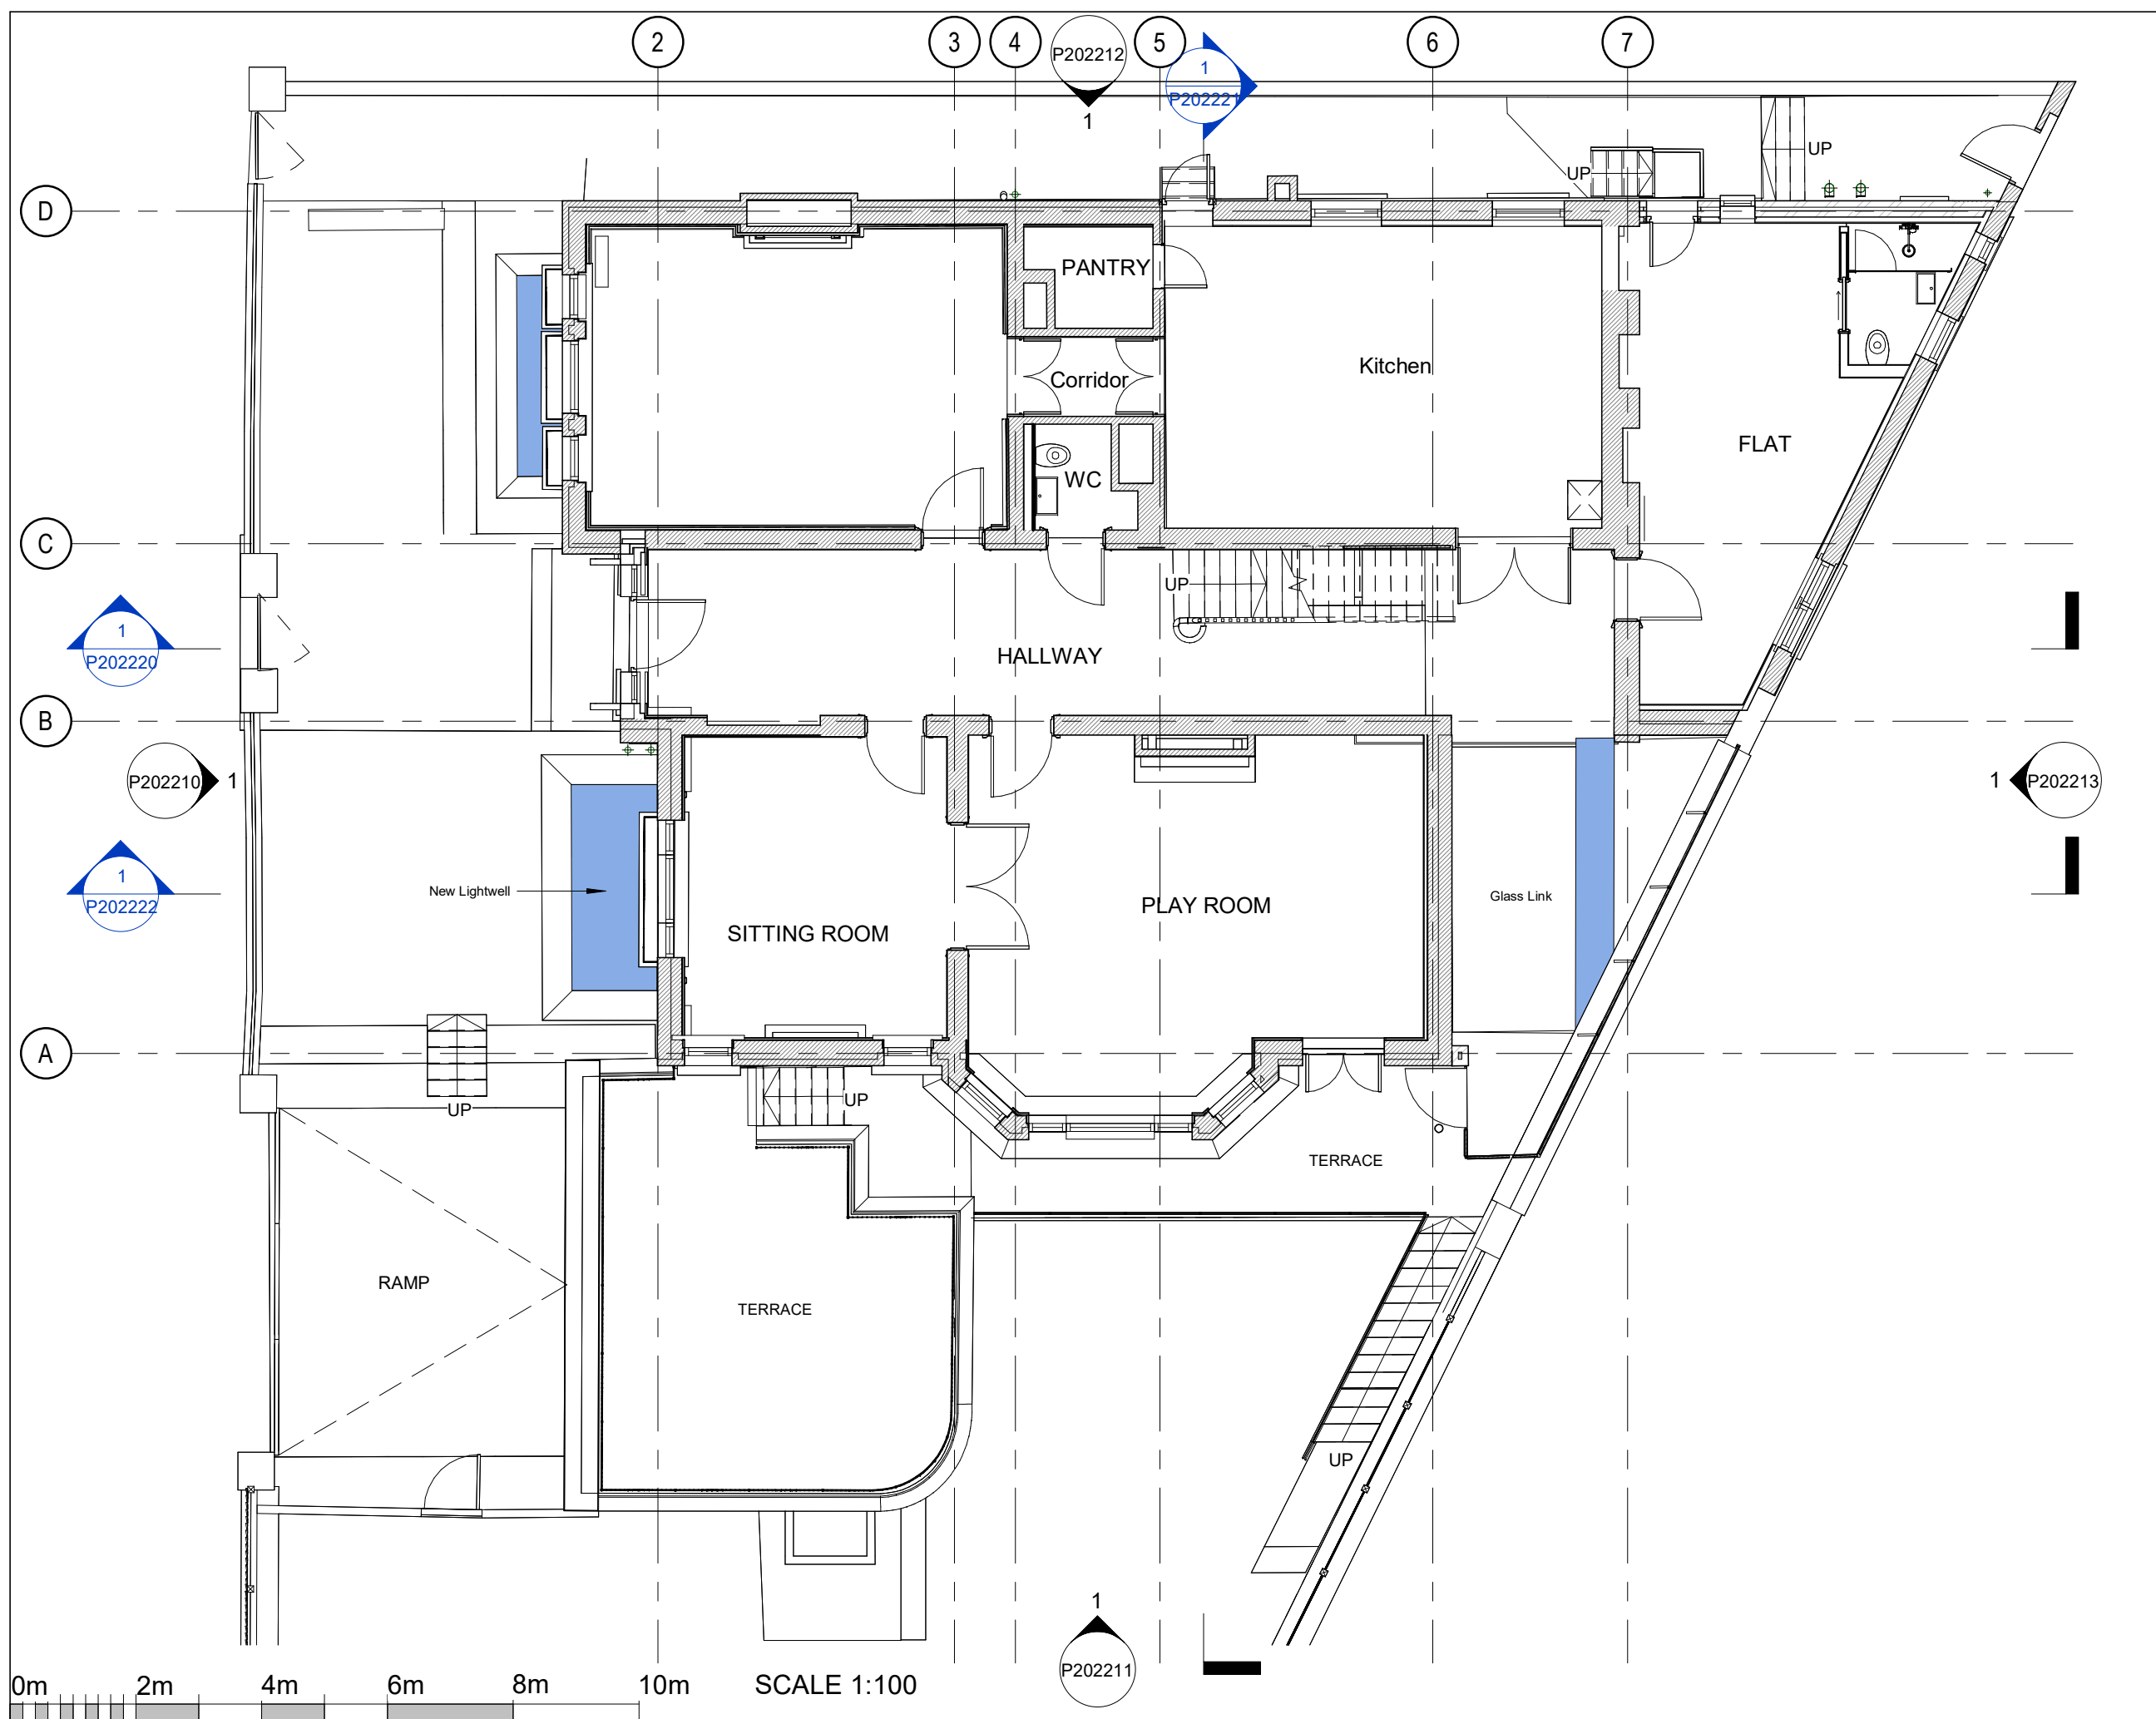 2
3
4
P202212
1
5
1
P202221
6
7
UP
UP
D
PANTRY
Kitchen
Corridor
FLAT
WC
C
UP
1
P202220
HALLWAY
B
P202210
1
1
P202213
1
P202222
New Lightwell
SITTING ROOM
PLAY ROOM
Glass Link
A
UP
UP
TERRACE
RAMP
TERRACE
UP
1
P202211
0m
2m
4m
6m
8m
10m
SCALE 1:100